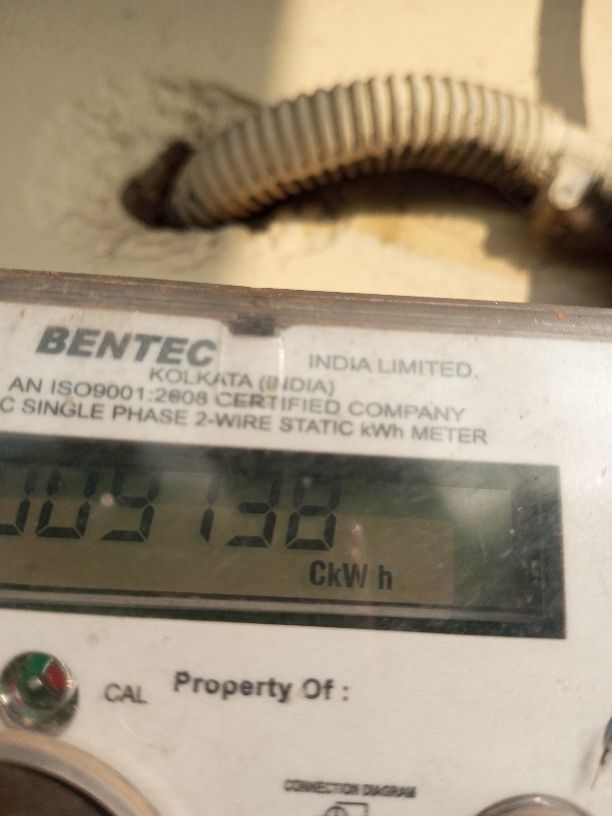 BENTEC INDIA LIMITED.
KOLKATA (INDIA)
AN ISO9001:2008 CERTIFIED COMPANY
C SINGLE PHASE 2-WIRE STATIC kWh METER
009138
CkW h
CAL Property Of :
CONNECTION DIAGRAM